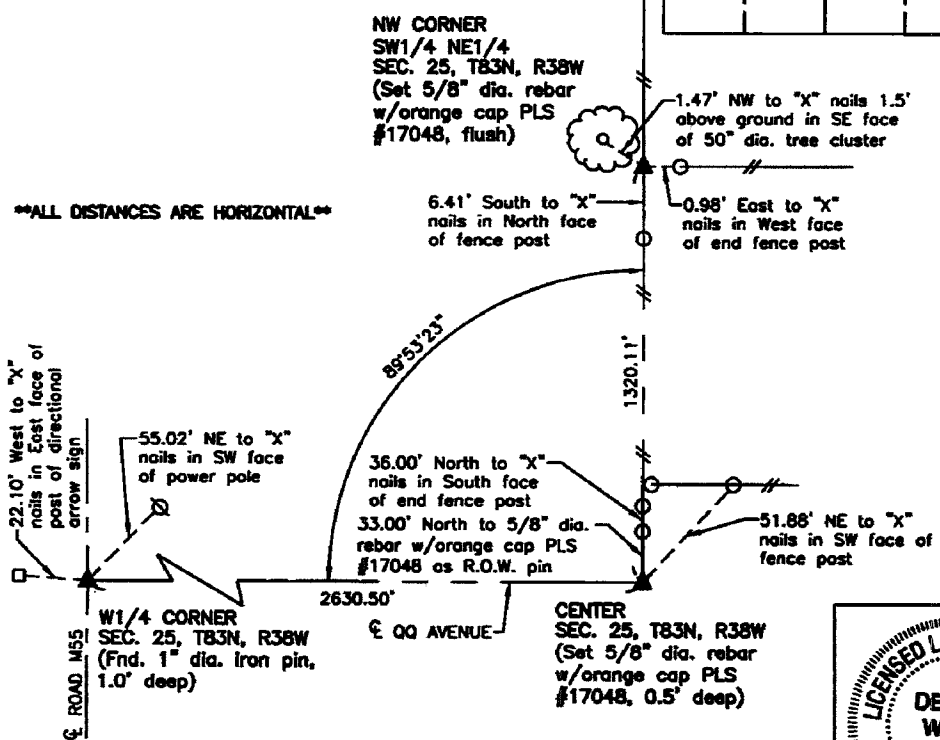 NW CORNER
SW1/4 NE1/4
SEC. 25, T83N, R38W
(Set 5/8" dia. rebar
w/orange cap PLS
#17048, flush)
1.47' NW to "X" nails 1.5'
above ground in SE face
of 50" dia. tree cluster
**ALL DISTANCES ARE HORIZONTAL**
6.41' South to "X"
nails in North face
of fence post
0.98' East to "X"
nails in West face
of end fence post
89°53'23"
1320.11'
22.10' West to "X"
nails in East face of
post of directional
arrow sign
55.02' NE to "X"
nails in SW face
of power pole
36.00' North to "X"
nails in South face
of end fence post
33.00' North to 5/8" dia.
rebar w/orange cap PLS
#17048 as R.O.W. pin
51.88' NE to "X"
nails in SW face of
fence post
2630.50'
℄ QQ AVENUE
W1/4 CORNER
SEC. 25, T83N, R38W
(Fnd. 1" dia. iron pin,
1.0' deep)
℄ ROAD M55
CENTER
SEC. 25, T83N, R38W
(Set 5/8" dia. rebar
w/orange cap PLS
#17048, 0.5' deep)
LICENSED L
DE
W